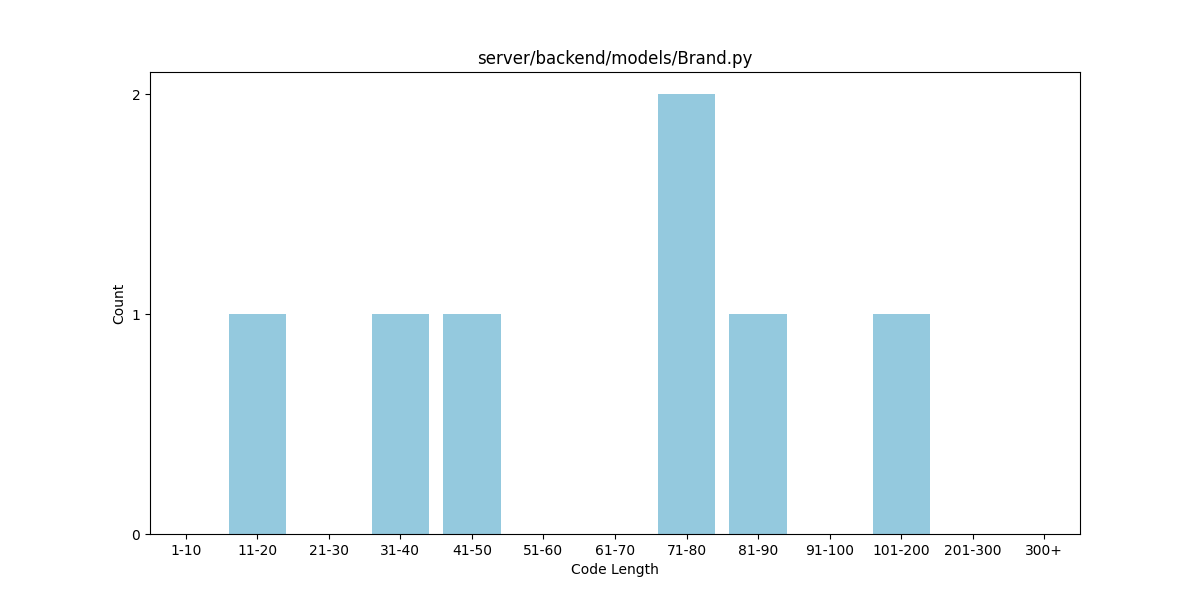 server/backend/models/Brand.py
Count
2
1
0
1-10 11-20 21-30 31-40 41-50 51-60 61-70 71-80 81-90 91-100 101-200 201-300 300+
Code Length